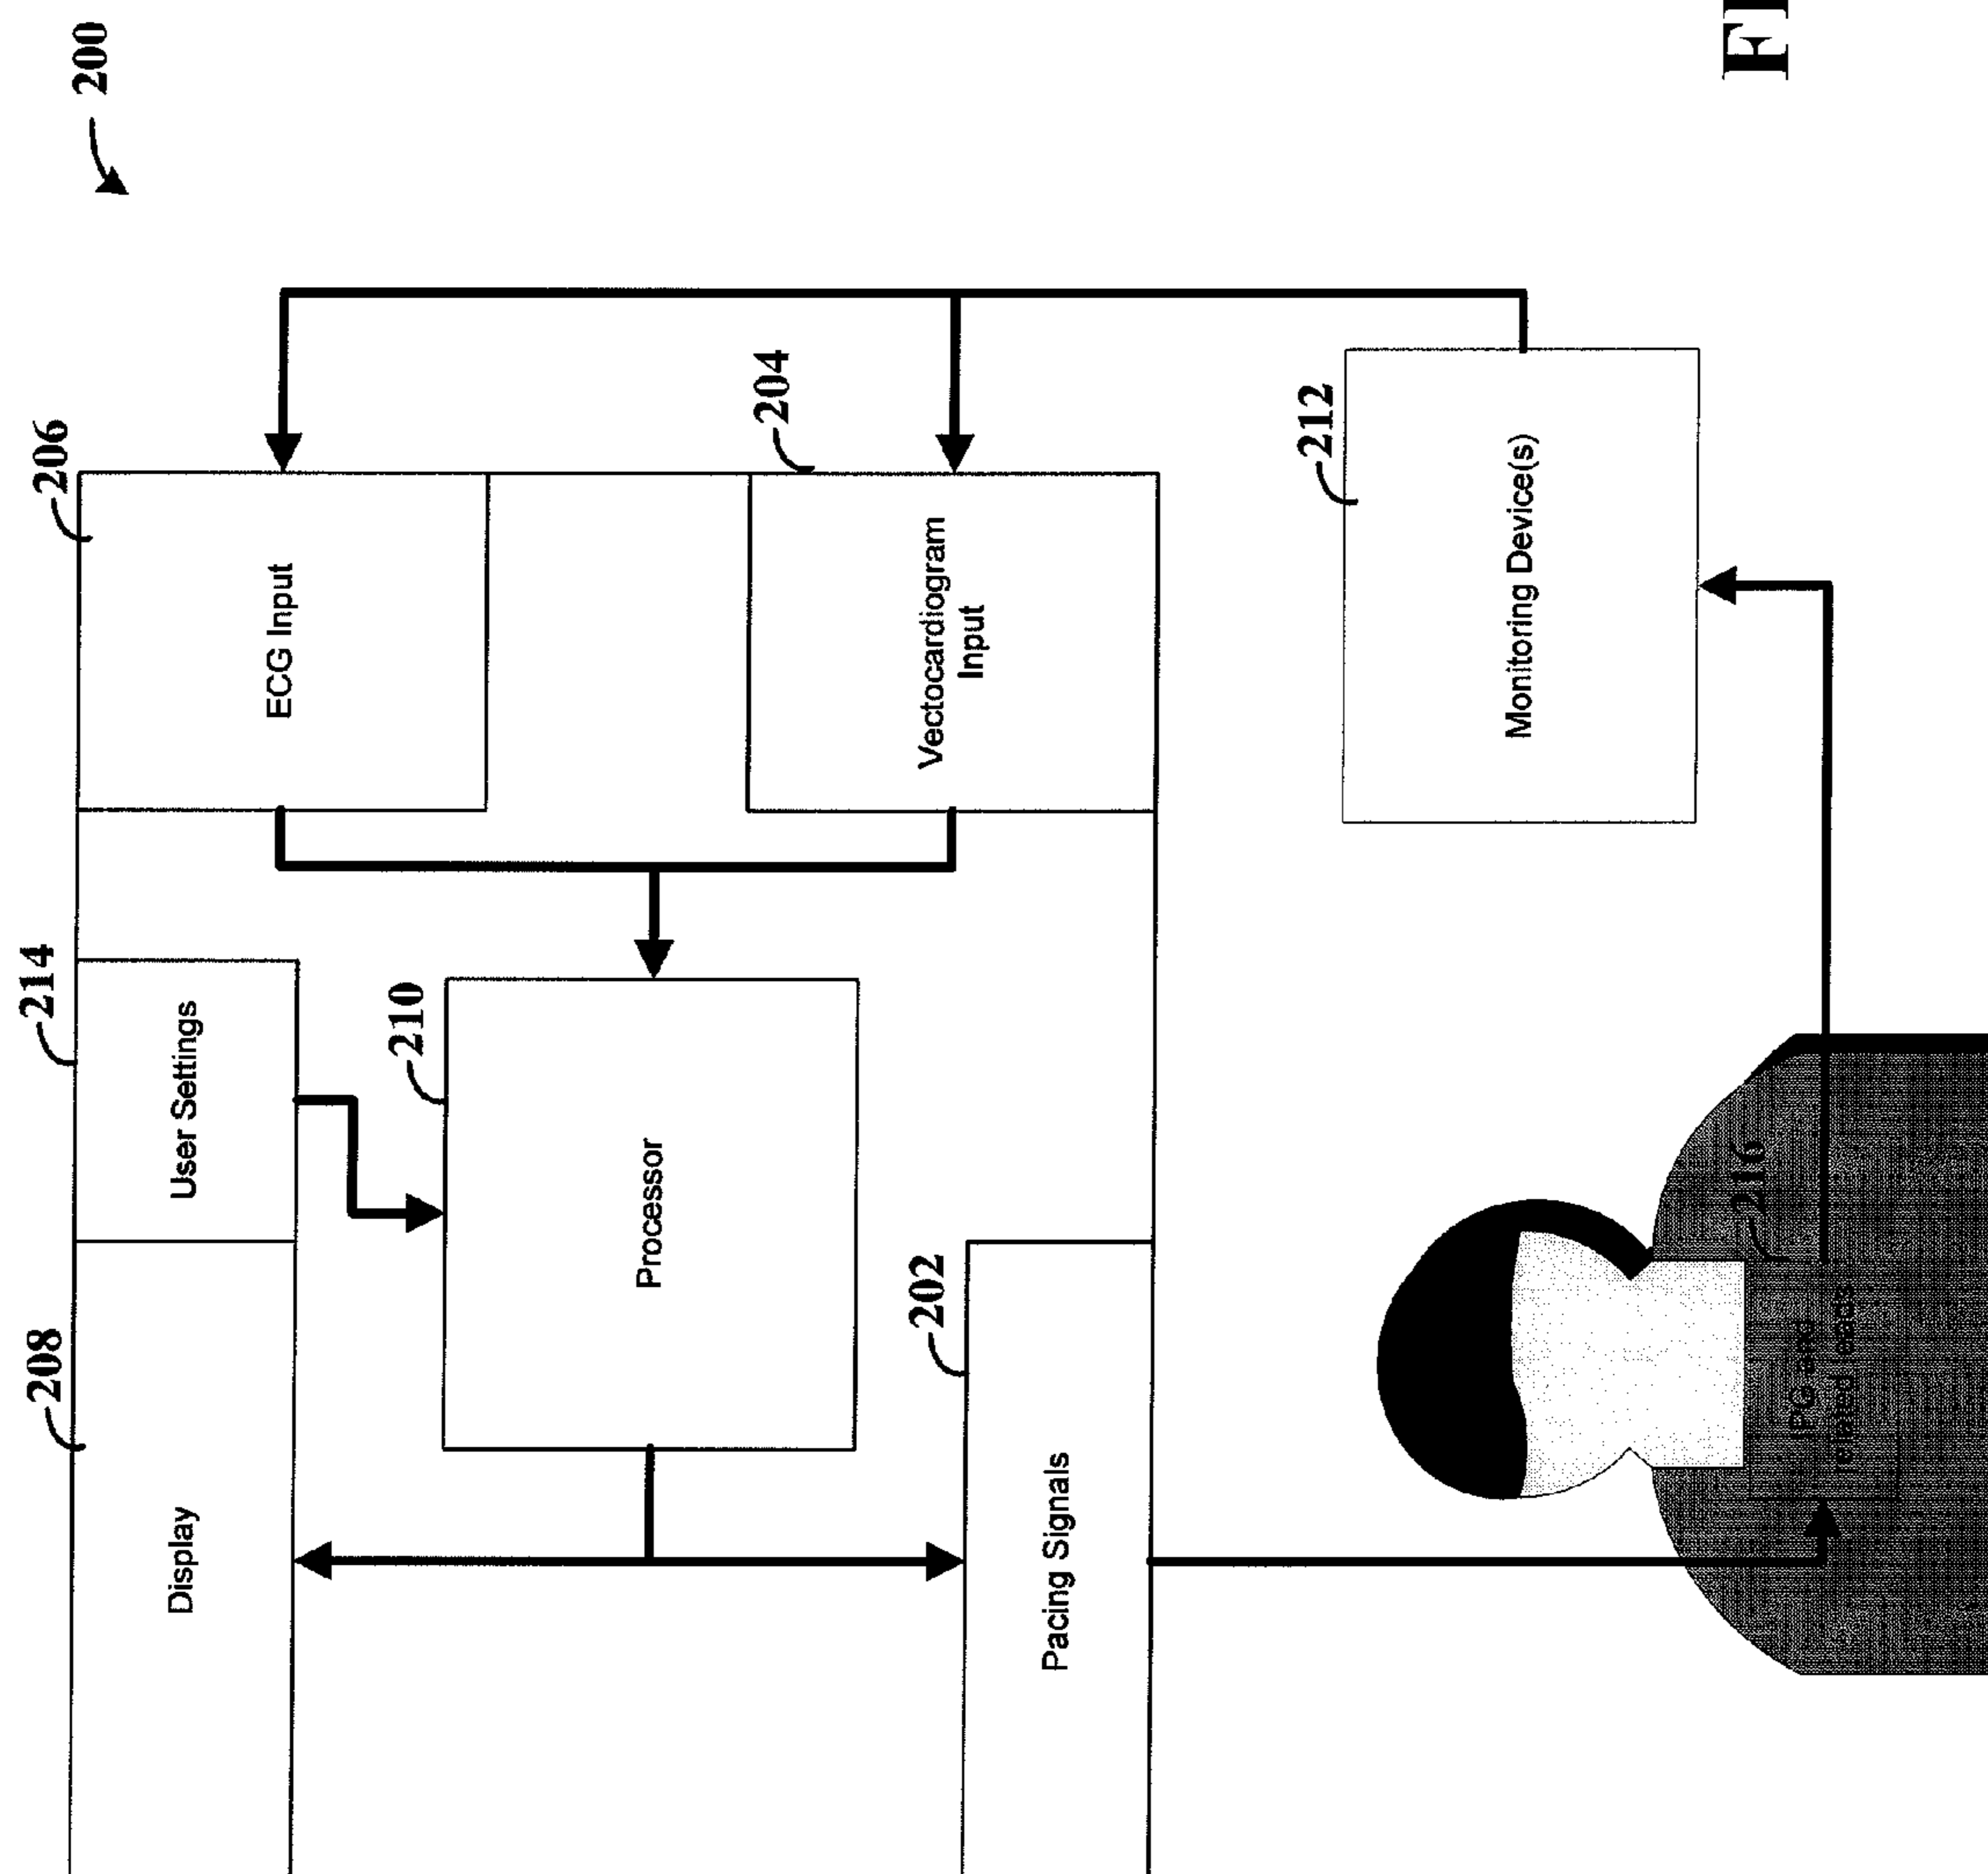 200
206
ECG Input
204
Vectocardiogram
Input
212
Monitoring Device(s)
214
User Settings
210
Processor
208
Display
202
Pacing Signals
216
IPG and
related leads